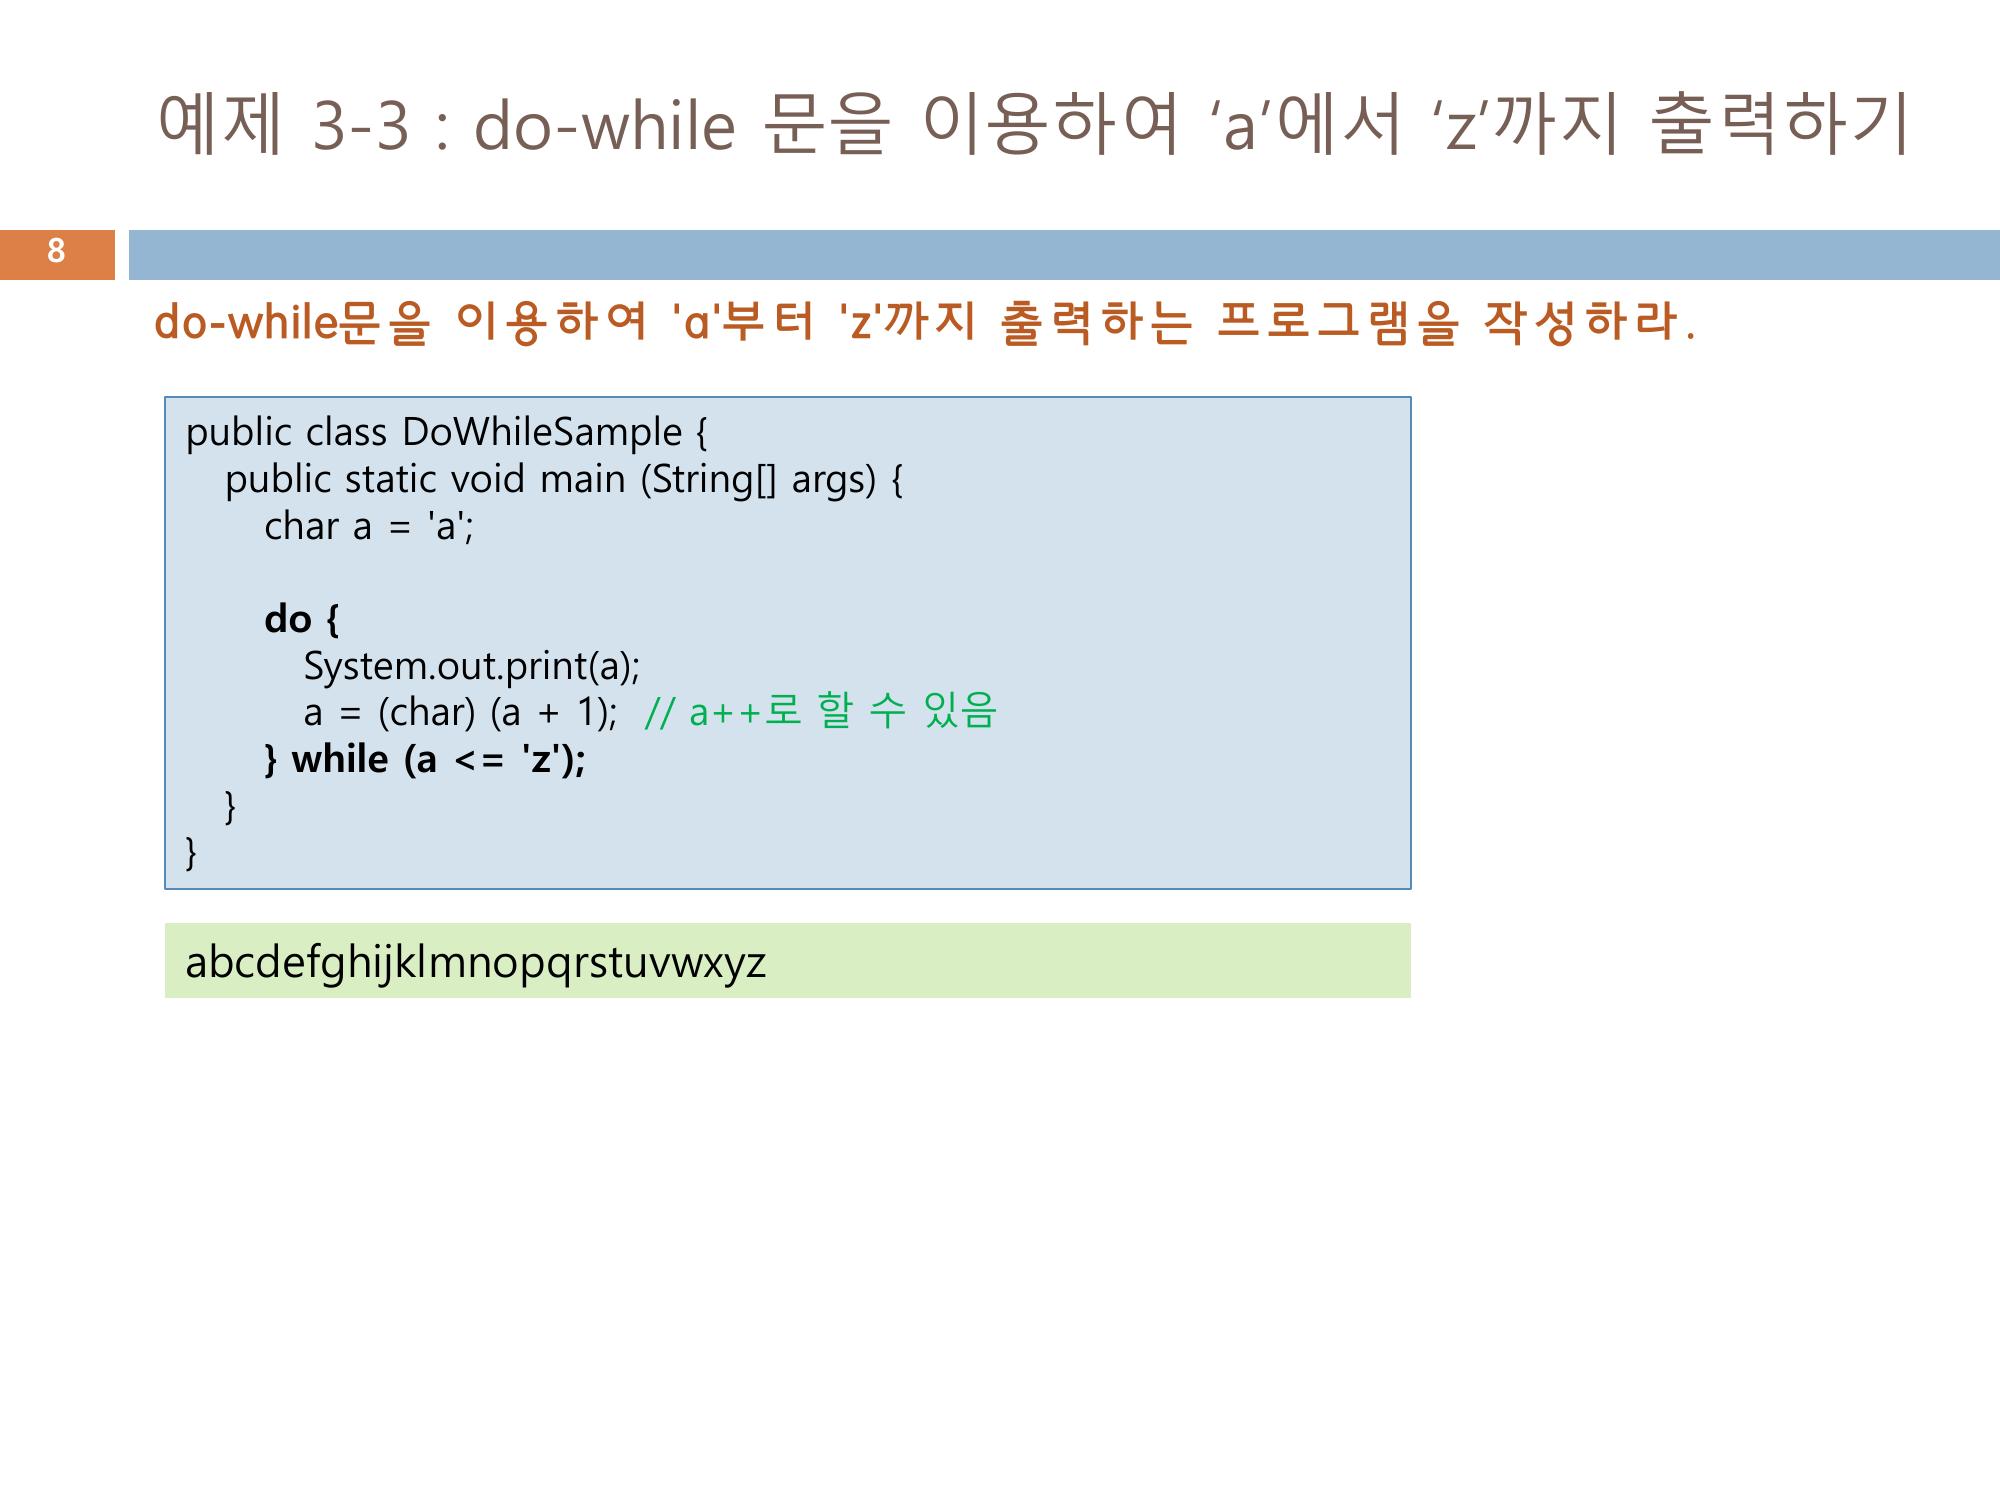 예제 3-3 : do-while 문을 이용하여 ‘a’에서 ‘z’까지 출력하기
8
do-while문을 이용하여 'a'부터 'z'까지 출력하는 프로그램을 작성하라.
public class DoWhileSample {
public static void main (String[] args) {
char a = 'a';
do {
System.out.print(a);
a = (char) (a + 1); // a++로 할 수 있음
} while (a <= 'z');
}
}
abcdefghijklmnopqrstuvwxyz